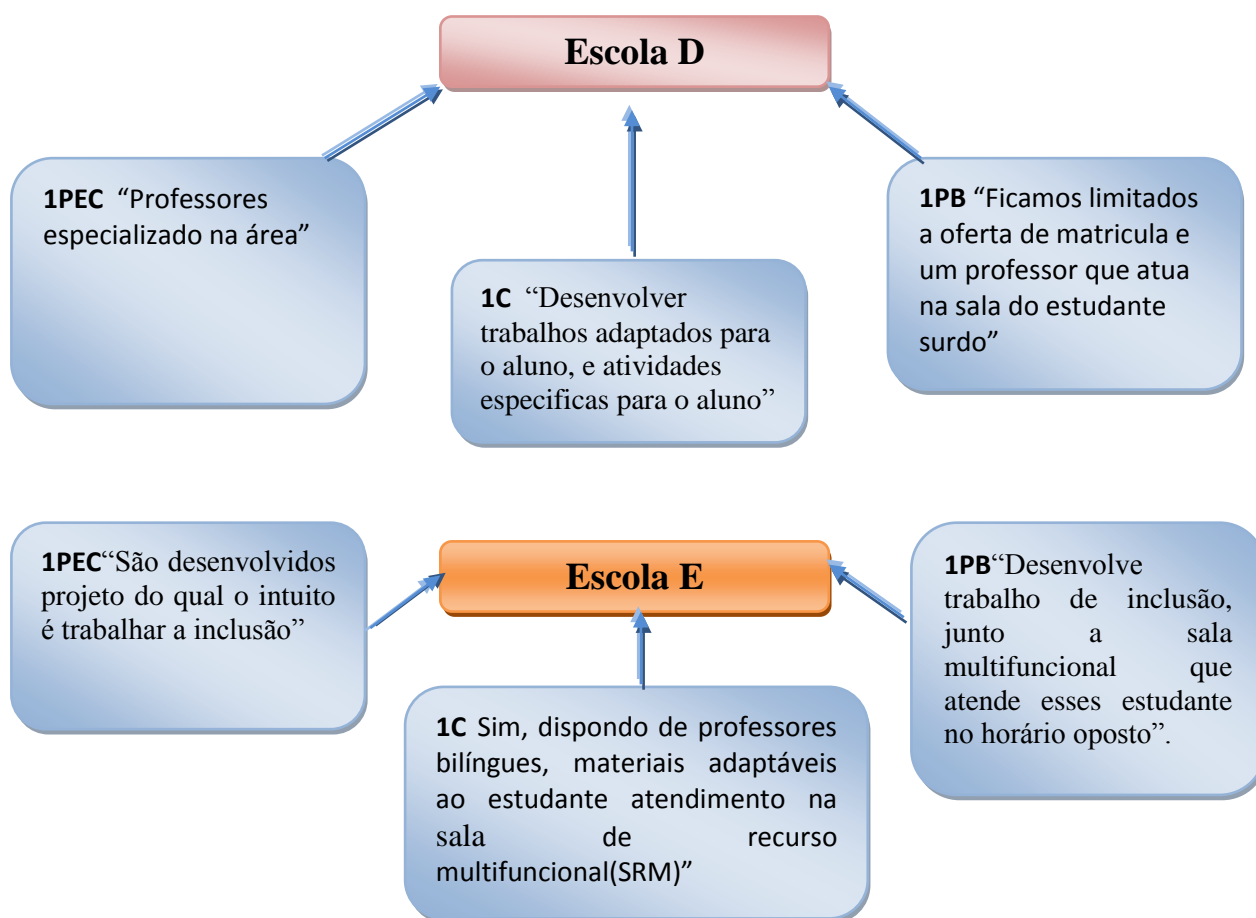 Escola D
1PEC “Professores
especializado na área”
1C “Desenvolver
trabalhos adaptados para
o aluno, e atividades
especificas para o aluno”
1PB “Ficamos limitados
a oferta de matricula e
um professor que atua
na sala do estudante
surdo”
Escola E
1PEC“São desenvolvidos
projeto do qual o intuito
é trabalhar a inclusão”
1C Sim, dispondo de professores
bilíngues, materiais adaptáveis
ao estudante atendimento na
sala de recurso
multifuncional(SRM)”
1PB“Desenvolve
trabalho de inclusão,
junto a sala
multifuncional que
atende esses estudante
no horário oposto”.